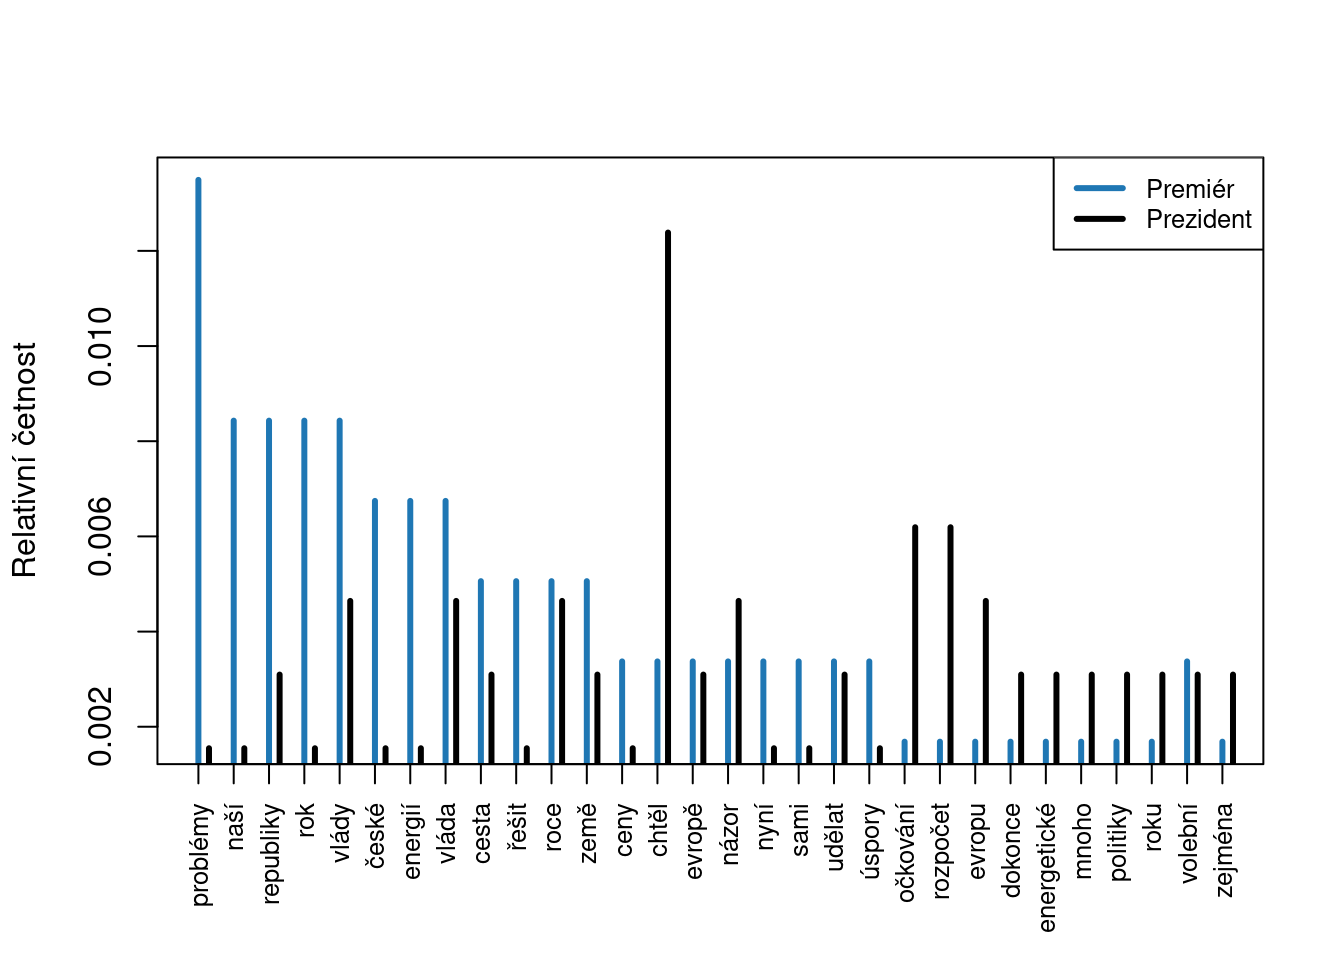 Premiér
Prezident
Relativní četnost
0.010
0.006
0.002
problémy
naší
republiky
rok
vlády
české
energií
vláda
cesta
řešit
roce
země
ceny
chtěl
evropě
názor
nyní
sami
udělat
úspory
očkování
rozpočet
evropu
dokonce
energetické
mnoho
politiky
roku
volební
zejména